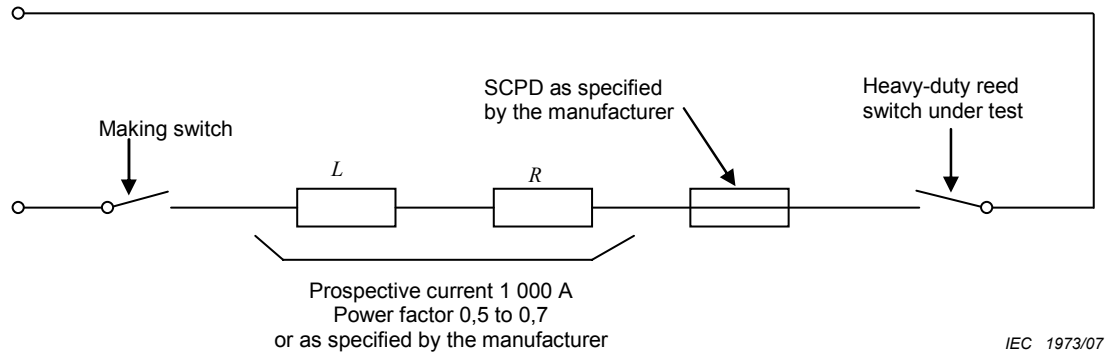 SCPD as specified
by the manufacturer
Heavy-duty reed
switch under test
Making switch
L
R
Prospective current 1 000 A
Power factor 0,5 to 0,7
or as specified by the manufacturer
IEC 1973/07